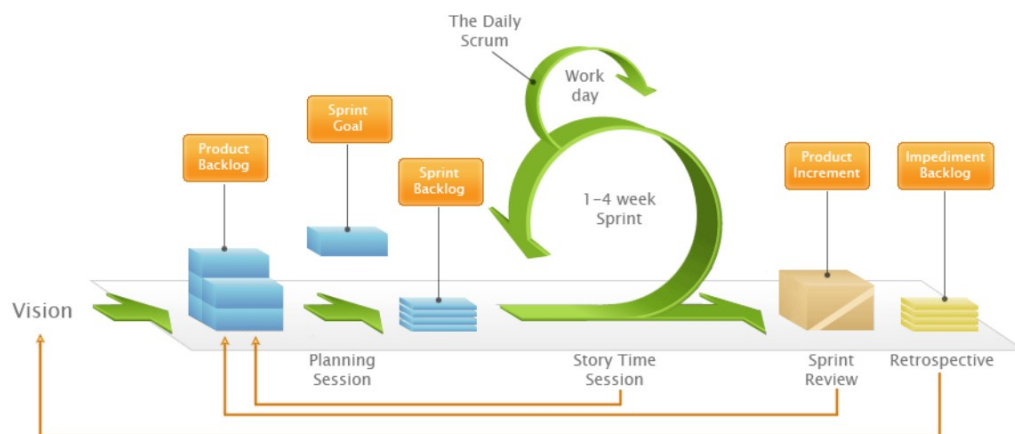 The Daily
Scrum
Work
day
Sprint
Goal
Product
Backlog
Sprint
Backlog
1-4 week
Sprint
Product
Increment
Impediment
Backlog
Vision
Planning
Session
Story Time
Session
Sprint
Review
Retrospective